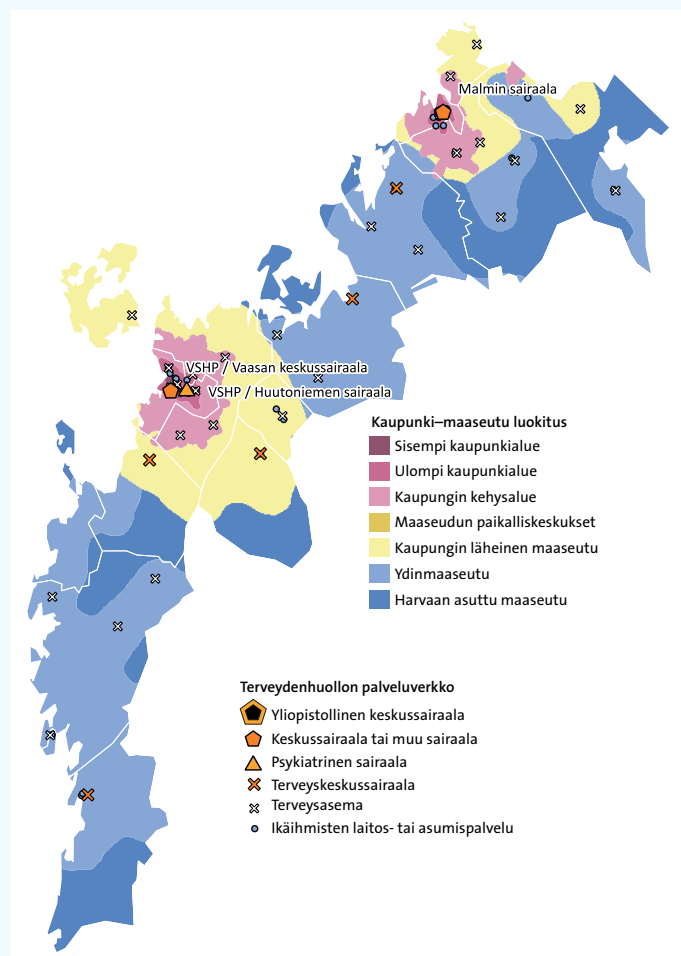 Malmin sairaala
VSHP / Vaasan keskussairaala
VSHP / Huutoniemen sairaala
Kaupunki–maaseutu luokitus
Sisempi kaupunkialue
Ulompi kaupunkialue
Kaupungin kehysalue
Maaseudun paikalliskeskukset
Kaupungin läheinen maaseutu
Ydinmaaseutu
Harvaan asuttu maaseutu
Terveydenhuollon palveluverkko
Yliopistollinen keskussairaala
Keskussairaala tai muu sairaala
Psykiatrinen sairaala
Terveyskeskussairaala
Terveysasema
Ikäihmisten laitos- tai asumispalvelu